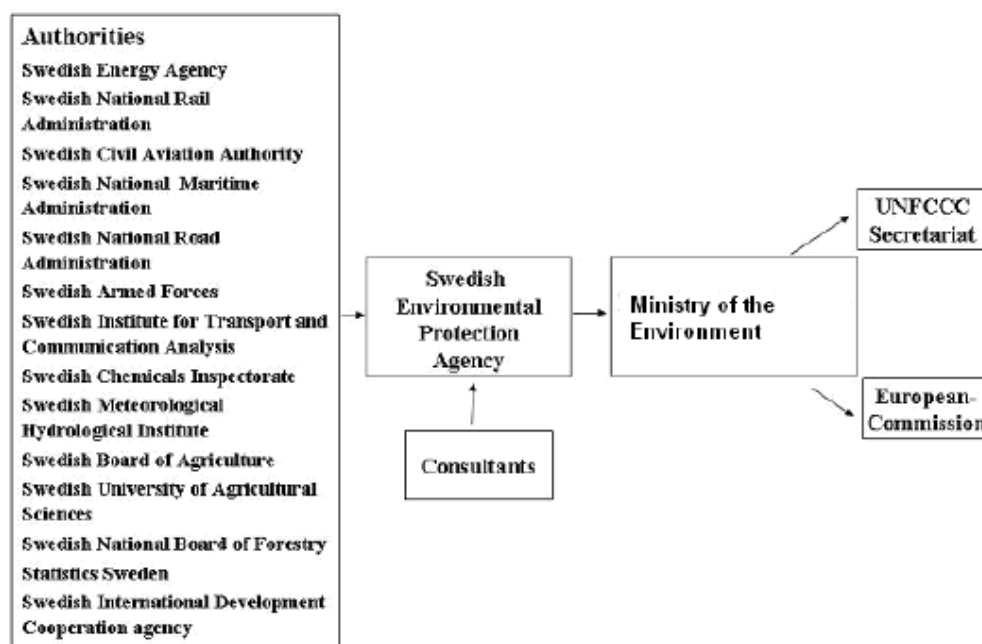 Authorities
Swedish Energy Agency
Swedish National Rail
Administration
Swedish Civil Aviation Authority
Swedish National Maritime
Administration
Swedish National Road
Administration
Swedish Armed Forces
Swedish Institute for Transport and
Communication Analysis
Swedish Chemicals Inspectorate
Swedish Meteorological
Hydrological Institute
Swedish Board of Agriculture
Swedish University of Agricultural
Sciences
Swedish National Board of Forestry
Statistics Sweden
Swedish International Development
Cooperation agency
Swedish
Environmental
Protection
Agency
Consultants
Ministry of the
Environment
UNFCCC
Secretariat
European-
Commission